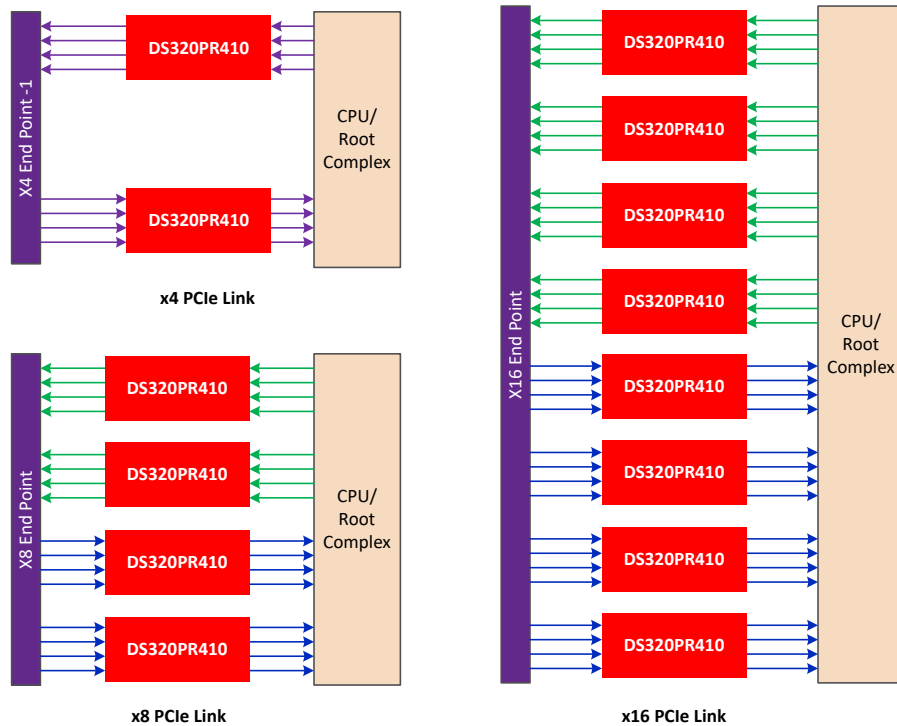 X4 End Point -1
DS320PR410
DS320PR410
CPU/
Root
Complex
x4 PCIe Link
X8 End Point
DS320PR410
DS320PR410
DS320PR410
DS320PR410
CPU/
Root
Complex
x8 PCIe Link
X16 End Point
DS320PR410
DS320PR410
DS320PR410
DS320PR410
DS320PR410
DS320PR410
DS320PR410
DS320PR410
CPU/
Root
Complex
x16 PCIe Link